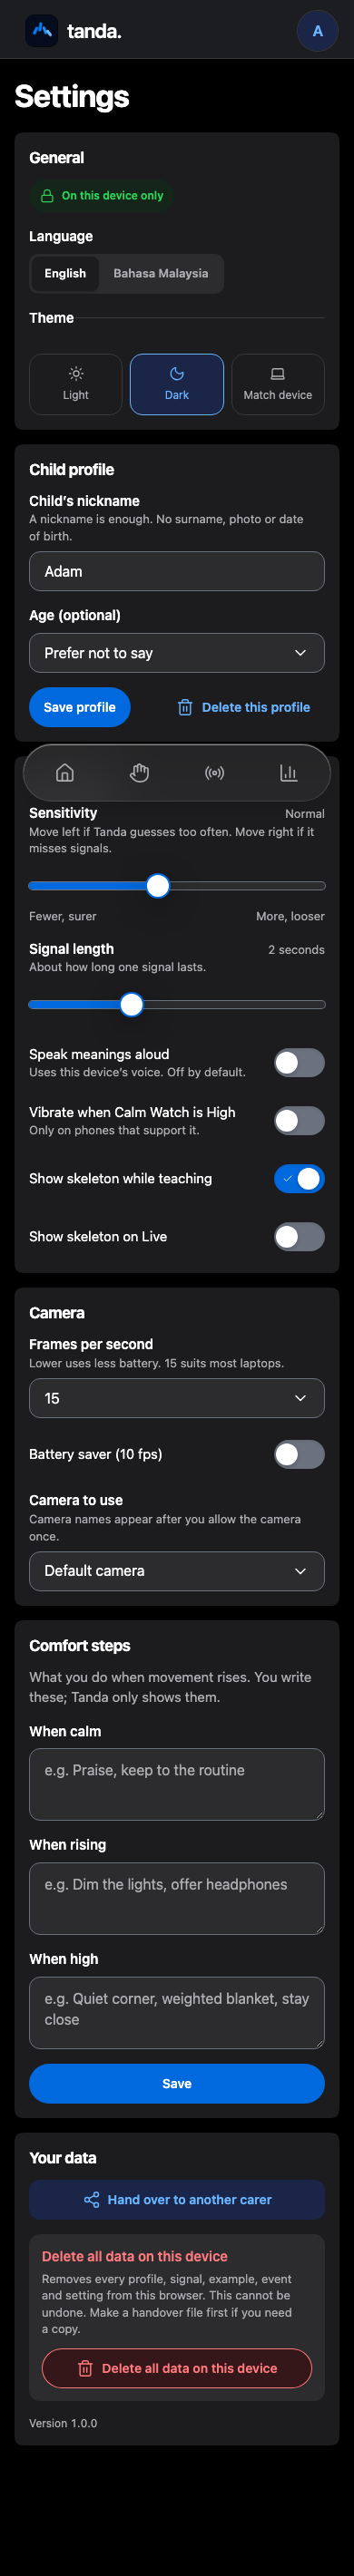 tanda.
A
Settings
General
On this device only
Language
English
Bahasa Malaysia
Theme
Light
Dark
Match device
Child profile
Child’s nickname
A nickname is enough. No surname, photo or date
of birth.
Adam
Age (optional)
Prefer not to say
Save profile
Delete this profile
Sensitivity
Normal
Move left if Tanda guesses too often. Move right if it
misses signals.
Fewer, surer
More, looser
Signal length
2 seconds
About how long one signal lasts.
Speak meanings aloud
Uses this device’s voice. Off by default.
Vibrate when Calm Watch is High
Only on phones that support it.
Show skeleton while teaching
Show skeleton on Live
Camera
Frames per second
Lower uses less battery. 15 suits most laptops.
15
Battery saver (10 fps)
Camera to use
Camera names appear after you allow the camera
once.
Default camera
Comfort steps
What you do when movement rises. You write
these; Tanda only shows them.
When calm
e.g. Praise, keep to the routine
When rising
e.g. Dim the lights, offer headphones
When high
e.g. Quiet corner, weighted blanket, stay
close
Save
Your data
Hand over to another carer
Delete all data on this device
Removes every profile, signal, example, event
and setting from this browser. This cannot be
undone. Make a handover file first if you need
a copy.
Delete all data on this device
Version 1.0.0